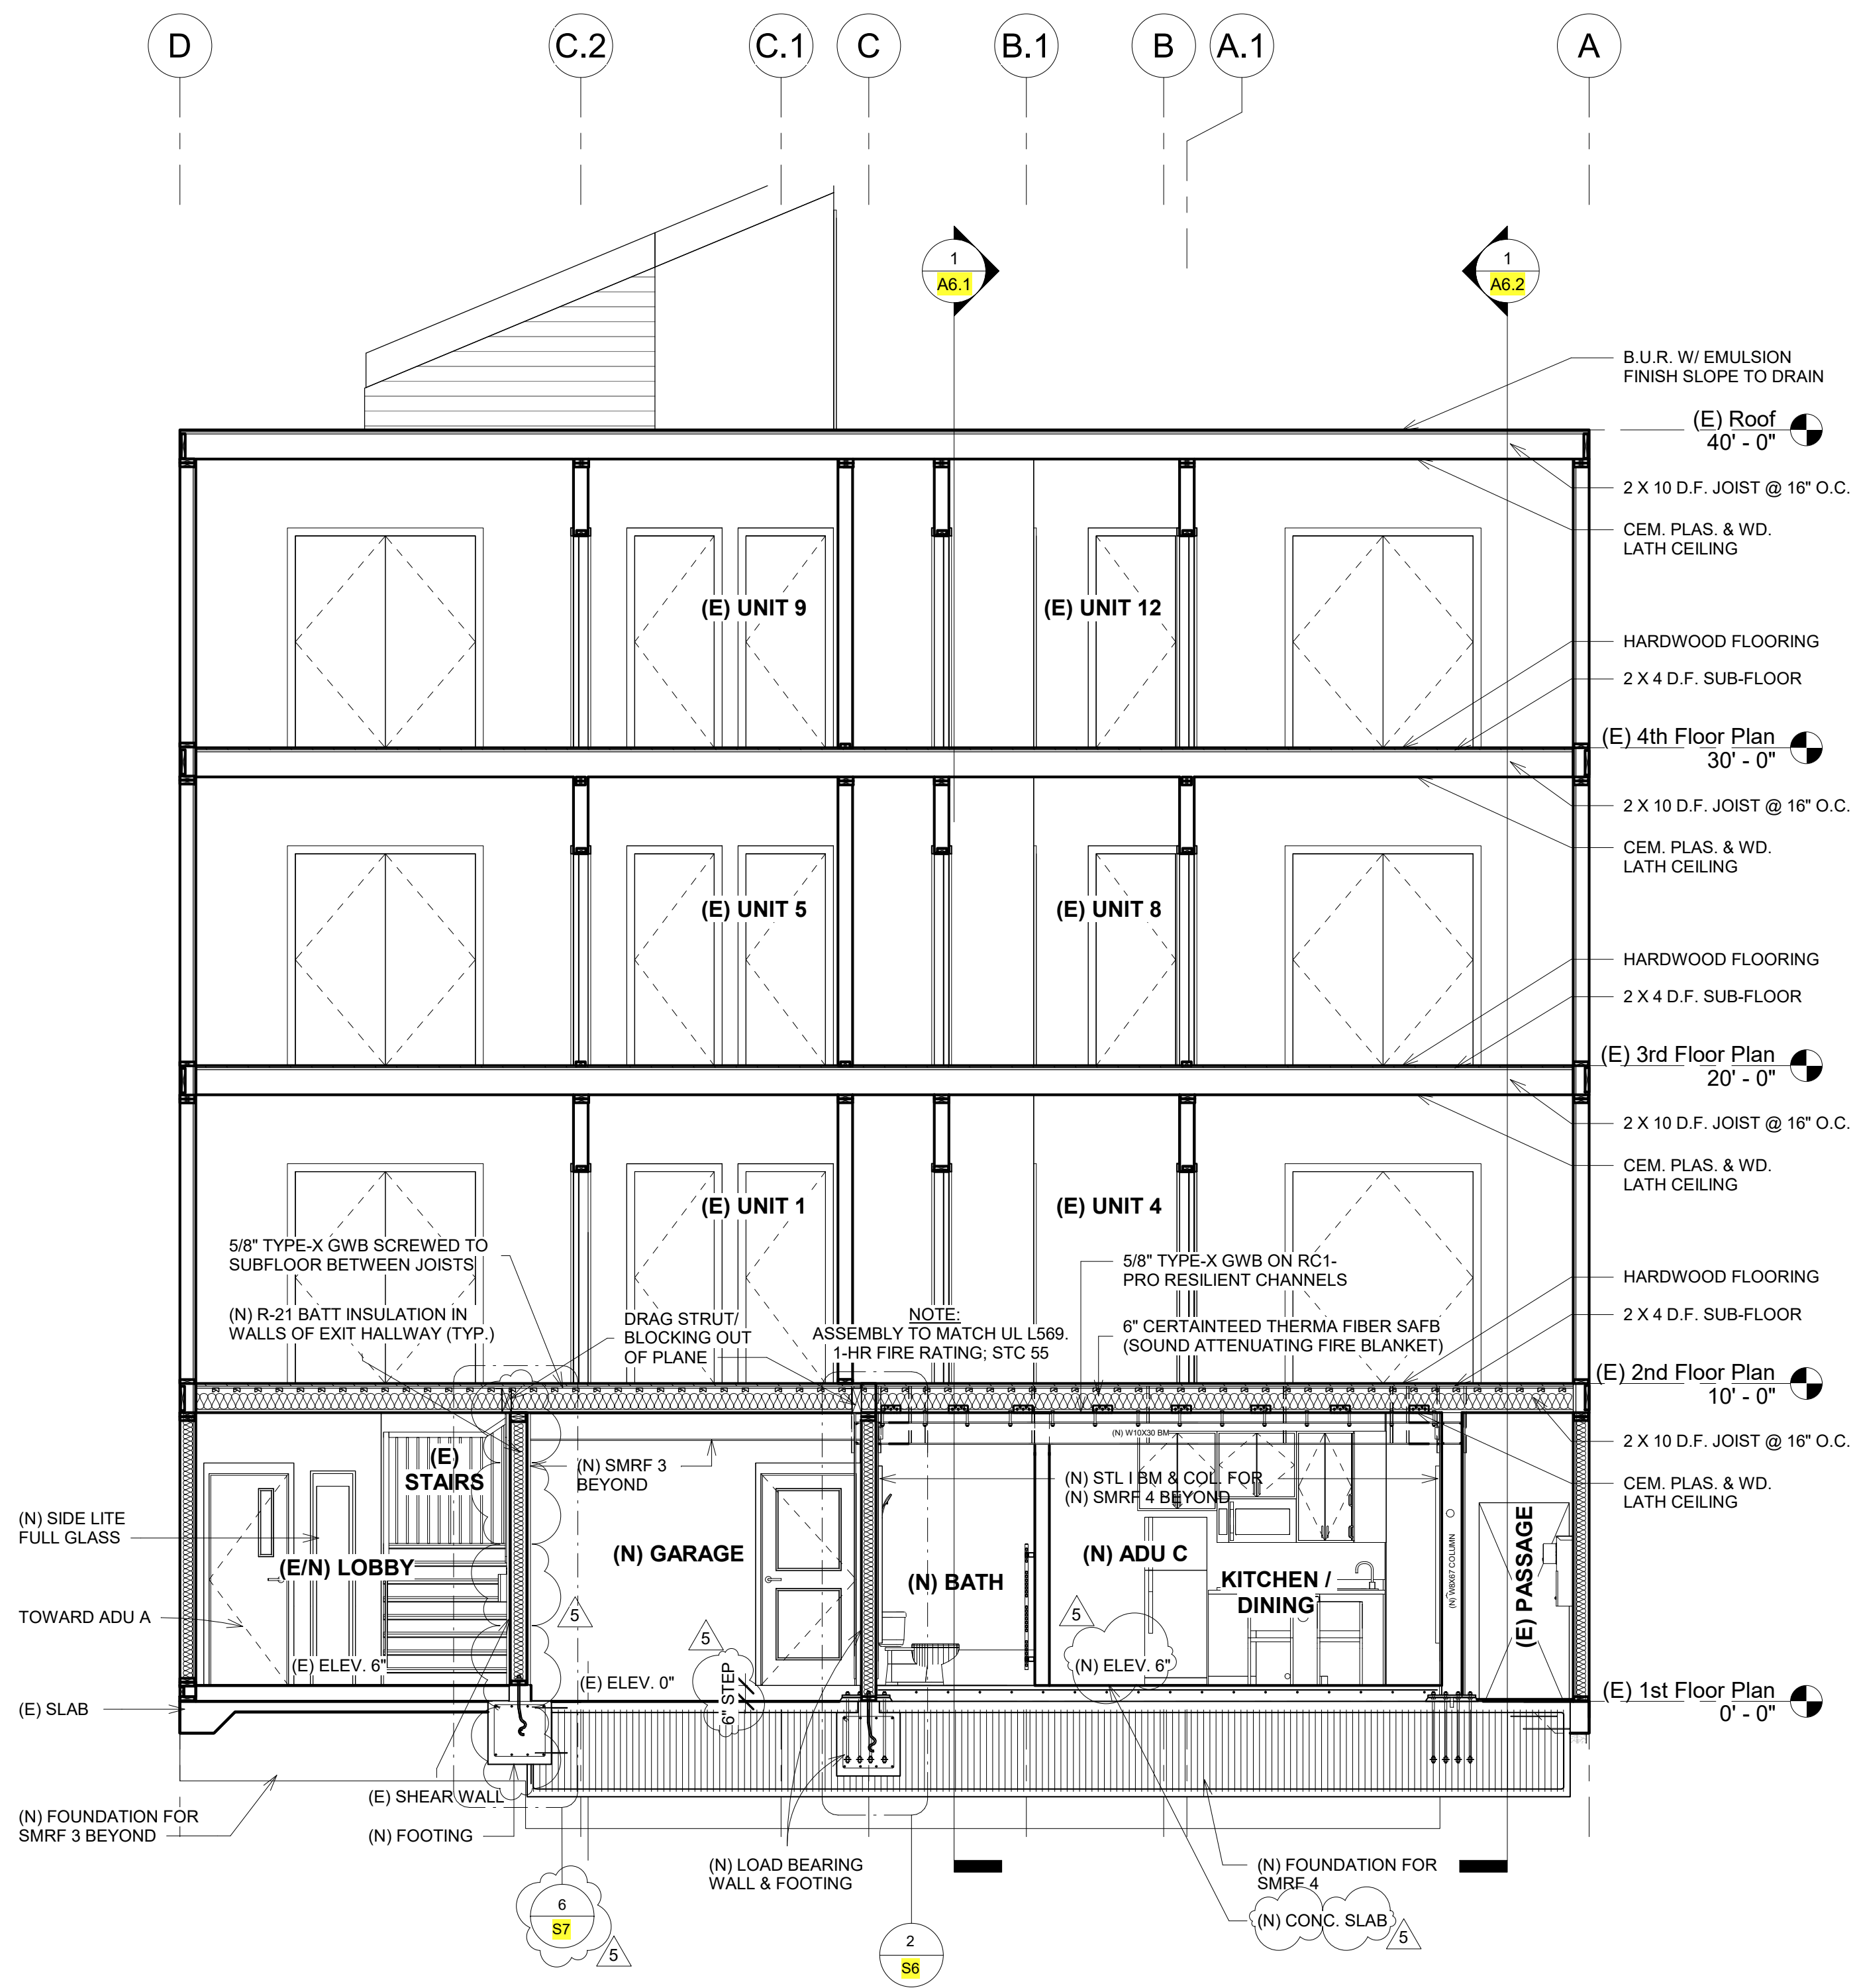 D
C.2
C.1
C
B.1
B
A.1
A
1
A6.1
1
A6.2
B.U.R. W/ EMULSION
FINISH SLOPE TO DRAIN
(E) Roof
40' - 0"
2 X 10 D.F. JOIST @ 16" O.C.
CEM. PLAS. & WD.
LATH CEILING
(E) UNIT 9
(E) UNIT 12
HARDWOOD FLOORING
2 X 4 D.F. SUB-FLOOR
(E) 4th Floor Plan
30' - 0"
2 X 10 D.F. JOIST @ 16" O.C.
CEM. PLAS. & WD.
LATH CEILING
(E) UNIT 5
(E) UNIT 8
HARDWOOD FLOORING
2 X 4 D.F. SUB-FLOOR
(E) 3rd Floor Plan
20' - 0"
2 X 10 D.F. JOIST @ 16" O.C.
CEM. PLAS. & WD.
LATH CEILING
(E) UNIT 1
(E) UNIT 4
5/8" TYPE-X GWB SCREWED TO
SUBFLOOR BETWEEN JOISTS
(N) R-21 BATT INSULATION IN
WALLS OF EXIT HALLWAY (TYP.)
DRAG STRUT/
BLOCKING OUT
OF PLANE
NOTE:
ASSEMBLY TO MATCH UL L569.
1-HR FIRE RATING; STC 55
5/8" TYPE-X GWB ON RC1-
PRO RESILIENT CHANNELS
6" CERTAINTEED THERMA FIBER SAFB
(SOUND ATTENUATING FIRE BLANKET)
HARDWOOD FLOORING
2 X 4 D.F. SUB-FLOOR
(E) 2nd Floor Plan
10' - 0"
2 X 10 D.F. JOIST @ 16" O.C.
CEM. PLAS. & WD.
LATH CEILING
(N) W10X30 BM
(E)
STAIRS
(N) SMRF 3
BEYOND
(N) STL I BM & COL. FOR
(N) SMRF 4 BEYOND
(N) SIDE LITE
FULL GLASS
(E/N) LOBBY
(N) GARAGE
(N) BATH
(N) ADU C
KITCHEN /
DINING
(N) W8X67 COLUMN
(E) PASSAGE
TOWARD ADU A
5
5
5
(E) ELEV. 6"
(E) ELEV. 0"
6" STEP
(N) ELEV. 6"
(E) SLAB
(E) 1st Floor Plan
0' - 0"
(E) SHEAR WALL
(N) FOUNDATION FOR
SMRF 3 BEYOND
(N) FOOTING
(N) LOAD BEARING
WALL & FOOTING
(N) FOUNDATION FOR
SMRF 4
(N) CONC. SLAB
5
6
S7
5
2
S6